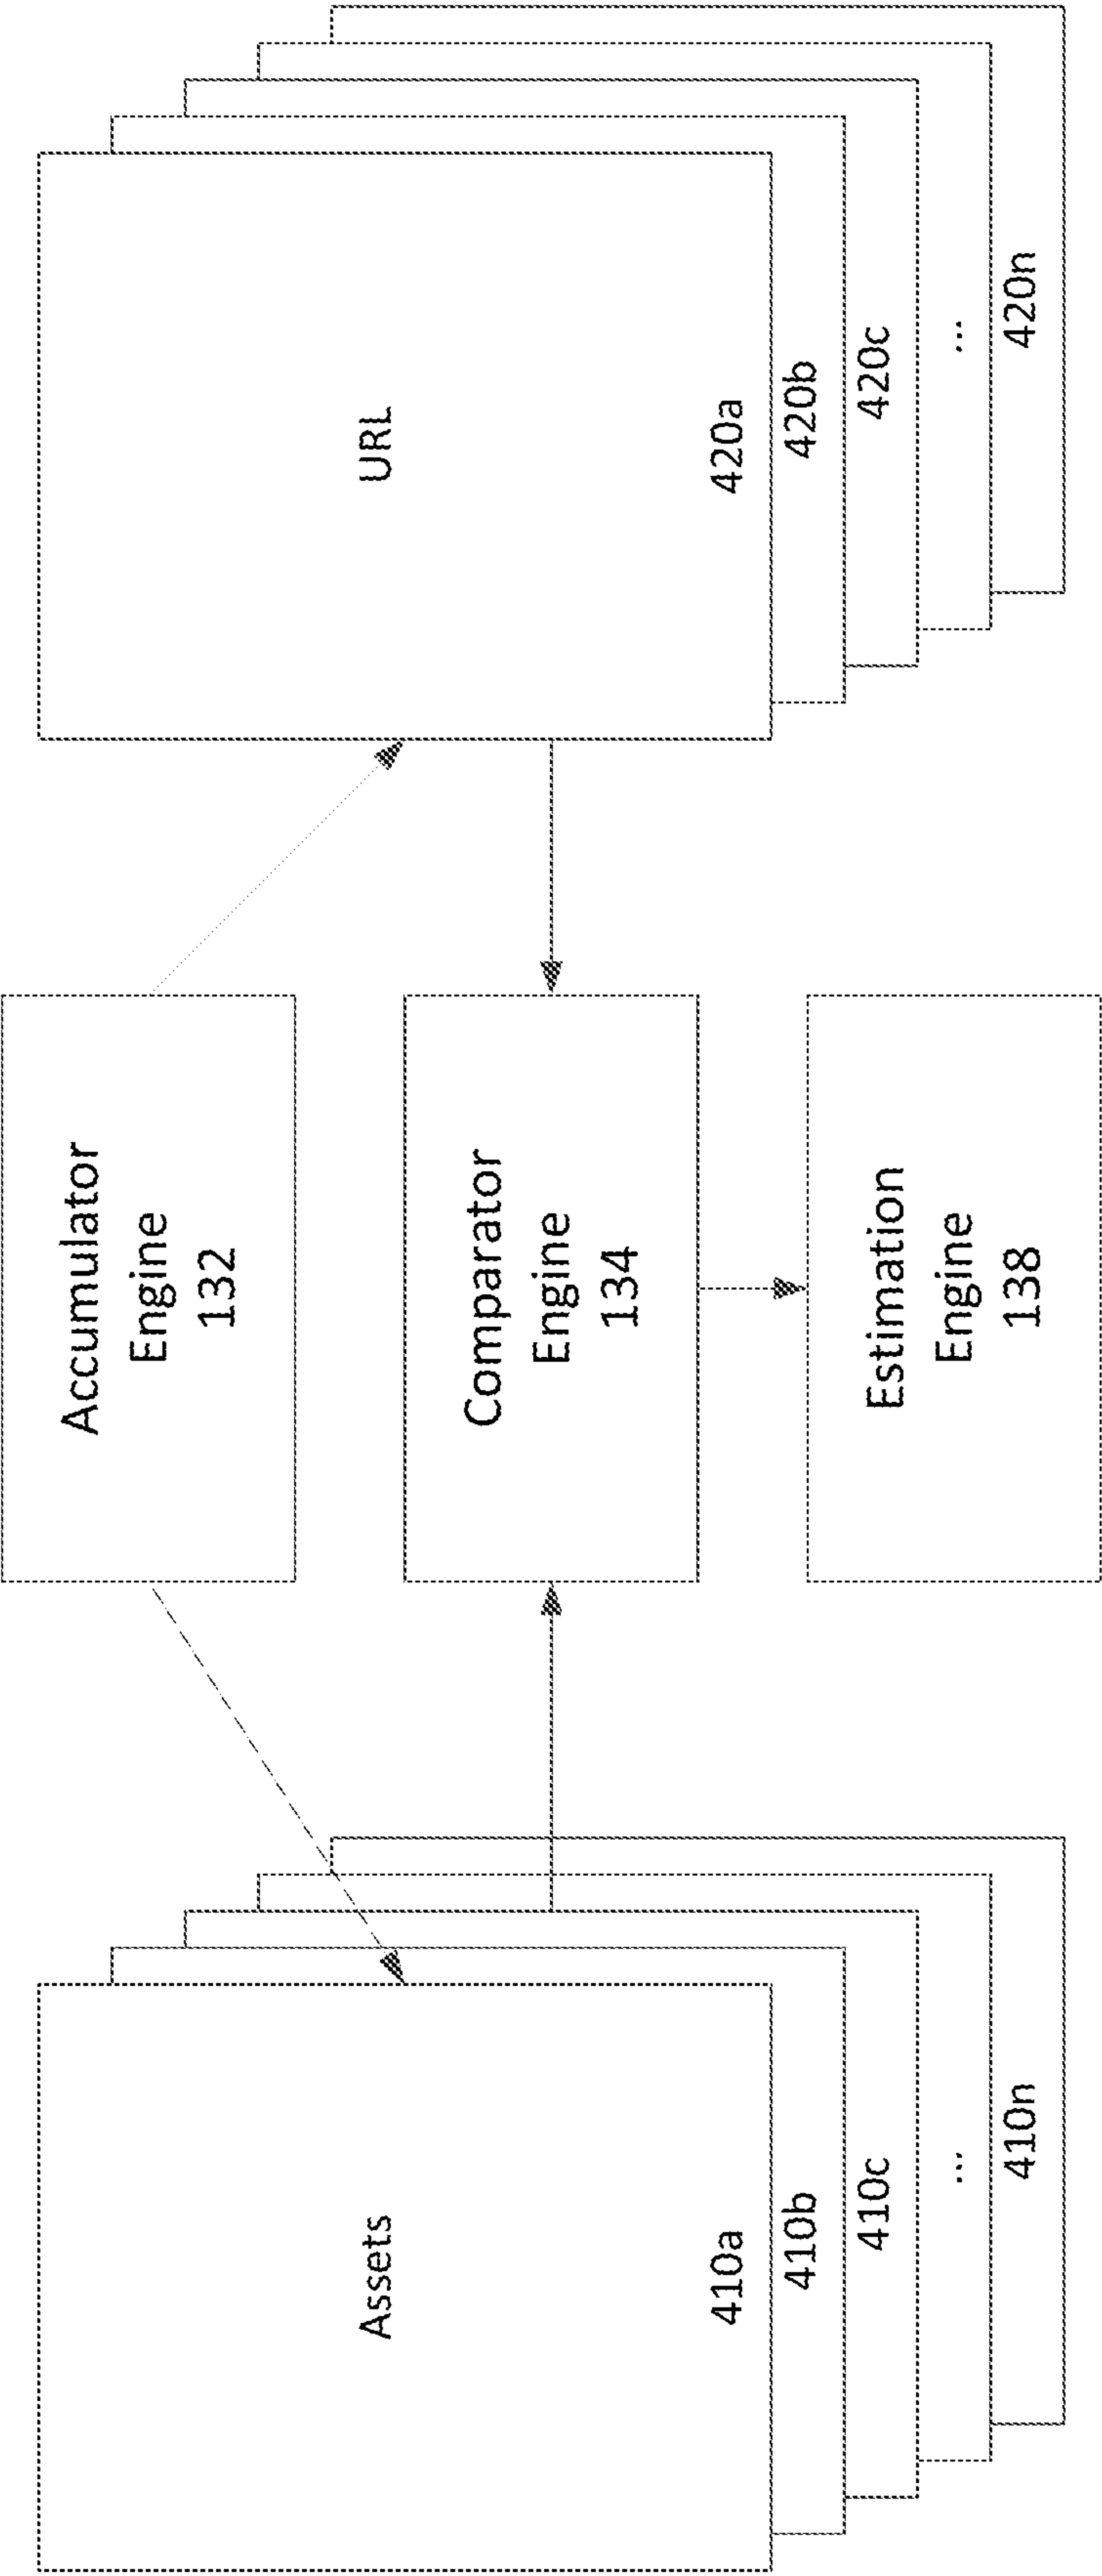 Assets
410a
410b
410c
...
410n
Accumulator
Engine
132
Comparator
Engine
134
Estimation
Engine
138
URL
420a
420b
420c
...
420n